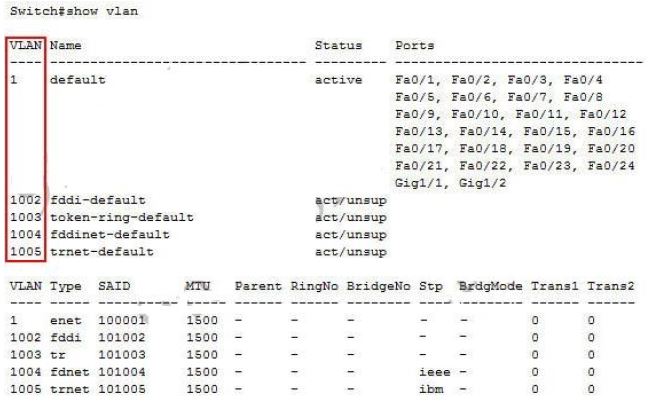 Switch#show vlan
VLAN Name Status Ports
---- -------------------------------- --------- -------------------------------
1 default active Fa0/1, Fa0/2, Fa0/3, Fa0/4
Fa0/5, Fa0/6, Fa0/7, Fa0/8
Fa0/9, Fa0/10, Fa0/11, Fa0/12
Fa0/13, Fa0/14, Fa0/15, Fa0/16
Fa0/17, Fa0/18, Fa0/19, Fa0/20
Fa0/21, Fa0/22, Fa0/23, Fa0/24
Gig1/1, Gig1/2
1002 fddi-default act/unsup
1003 token-ring-default act/unsup
1004 fddinet-default act/unsup
1005 trnet-default act/unsup
VLAN Type SAID MTU Parent RingNo BridgeNo Stp BrdgMode Trans1 Trans2
---- ----- ---------- ----- ------ ------ -------- ---- -------- ------ ------
1 enet 100001 1500 - - - - - 0 0
1002 fddi 101002 1500 - - - - - 0 0
1003 tr 101003 1500 - - - - - 0 0
1004 fdnet 101004 1500 - - - ieee - 0 0
1005 trnet 101005 1500 - - - ibm - 0 0